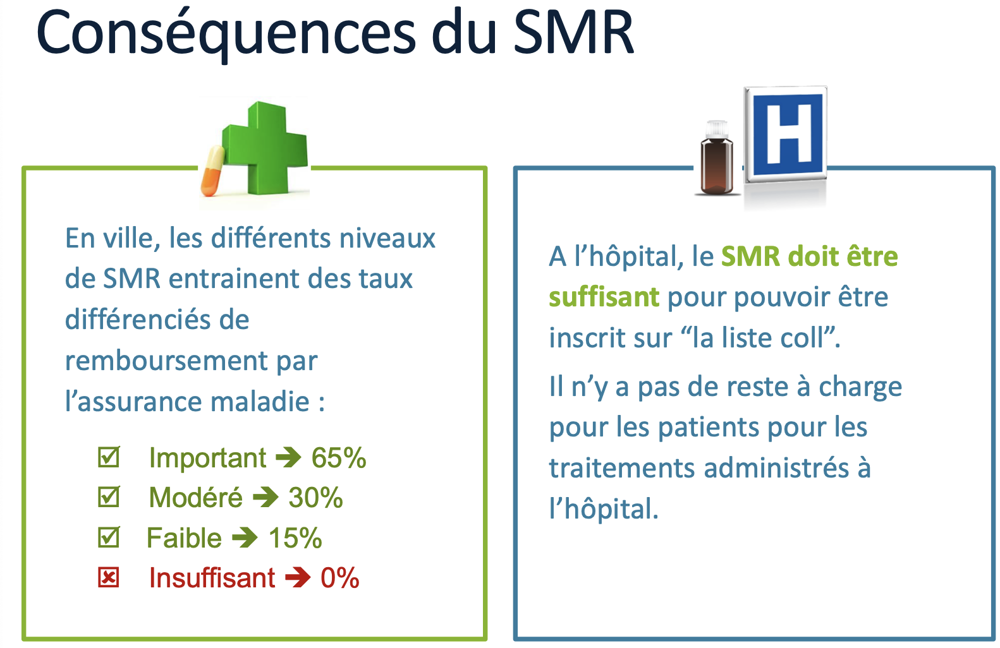 Conséquences du SMR
H
En ville, les différents niveaux
de SMR entrainent des taux
différenciés de
remboursement par
l’assurance maladie :
☑ Important ➔ 65%
☑ Modéré ➔ 30%
☑ Faible ➔ 15%
☒ Insuffisant ➔ 0%
A l’hôpital, le SMR doit être
suffisant pour pouvoir être
inscrit sur “la liste coll”.
Il n’y a pas de reste à charge
pour les patients pour les
traitements administrés à
l’hôpital.